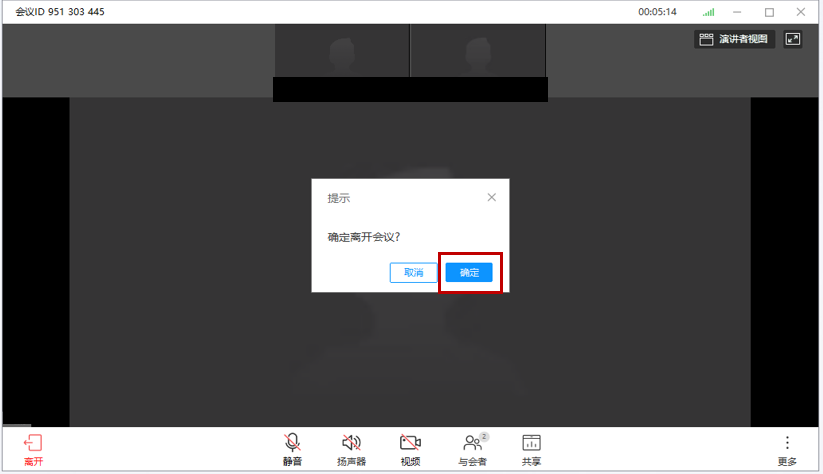 会议ID 951 303 445
00:05:14
演讲者视图
提示
确定离开会议?
取消
确定
离开
静音
扬声器
视频
2
与会者
共享
更多